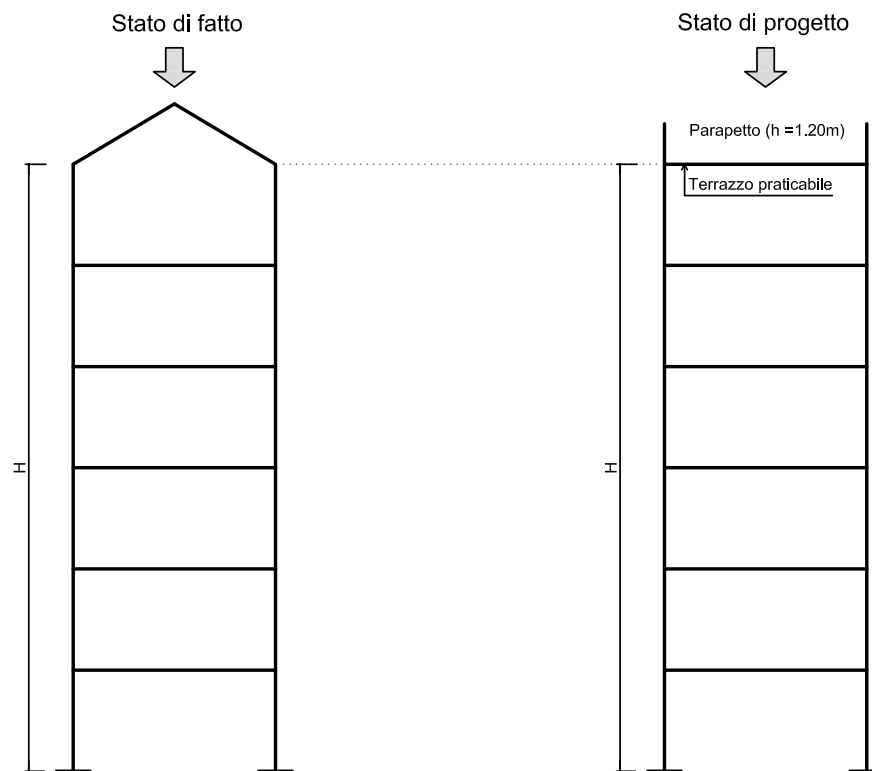 Stato di fatto
Stato di progetto
Parapetto (h =1.20m)
Terrazzo praticabile
H
H